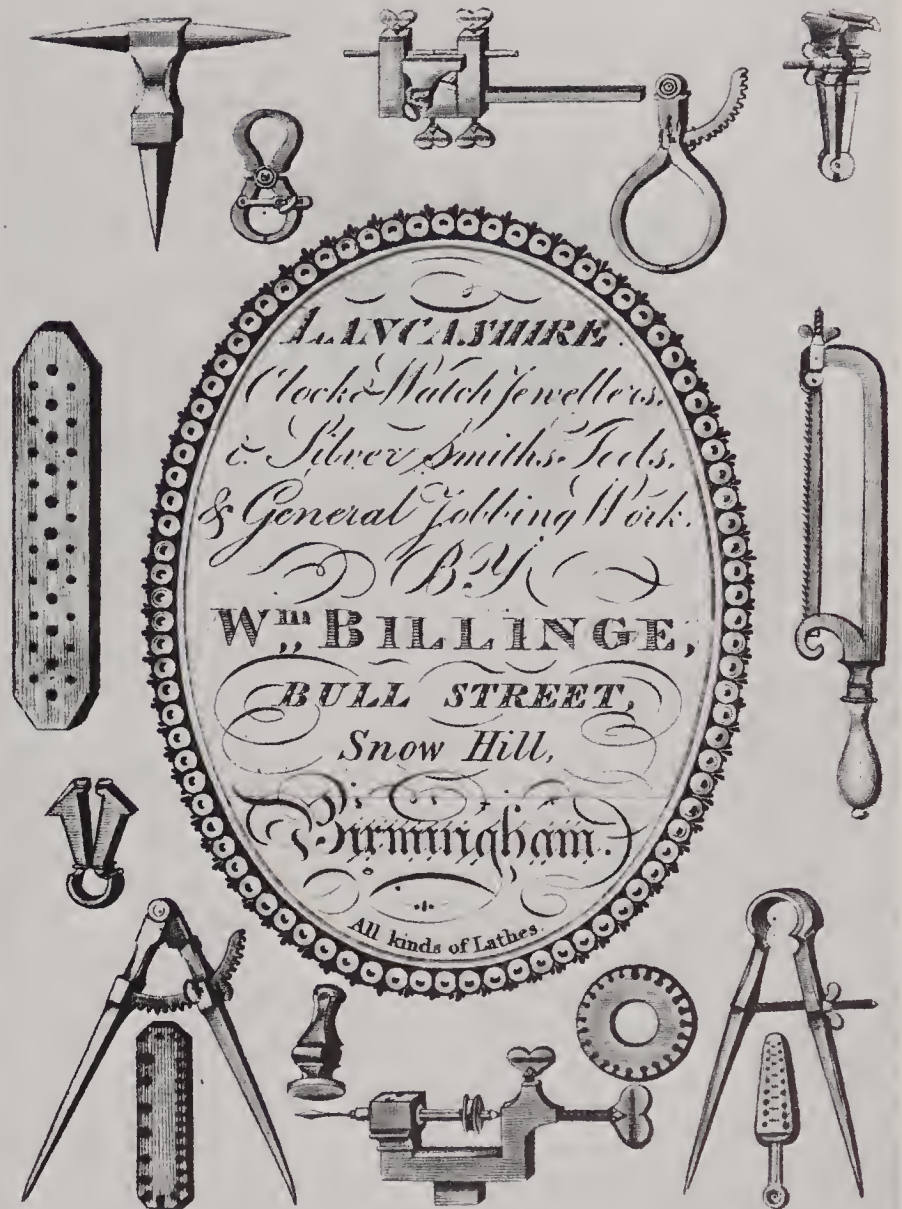 LANCASHIRE.
Clock & Watch Jewellers,
& Silver Smiths Tools,
& General Jobbing Work.
BY
Wm BILLINGE,
BULL STREET,
Snow Hill,
Birmingham.
All kinds of Lathes.